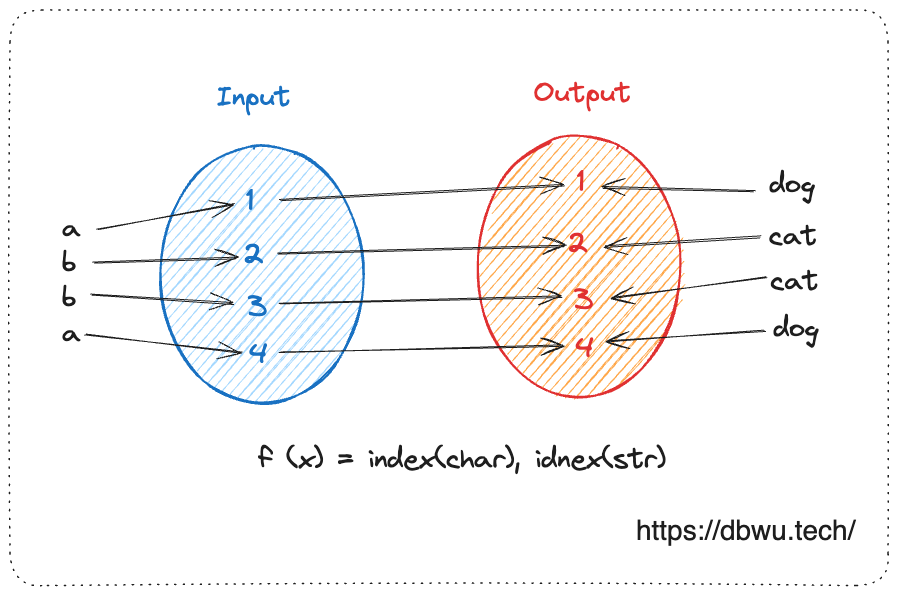 Input Output
1 1 dog
a
2 2 cat
b
3 3 cat
b
4 4 dog
a
f (x) = index(char), idnex(str)
https://dbwu.tech/